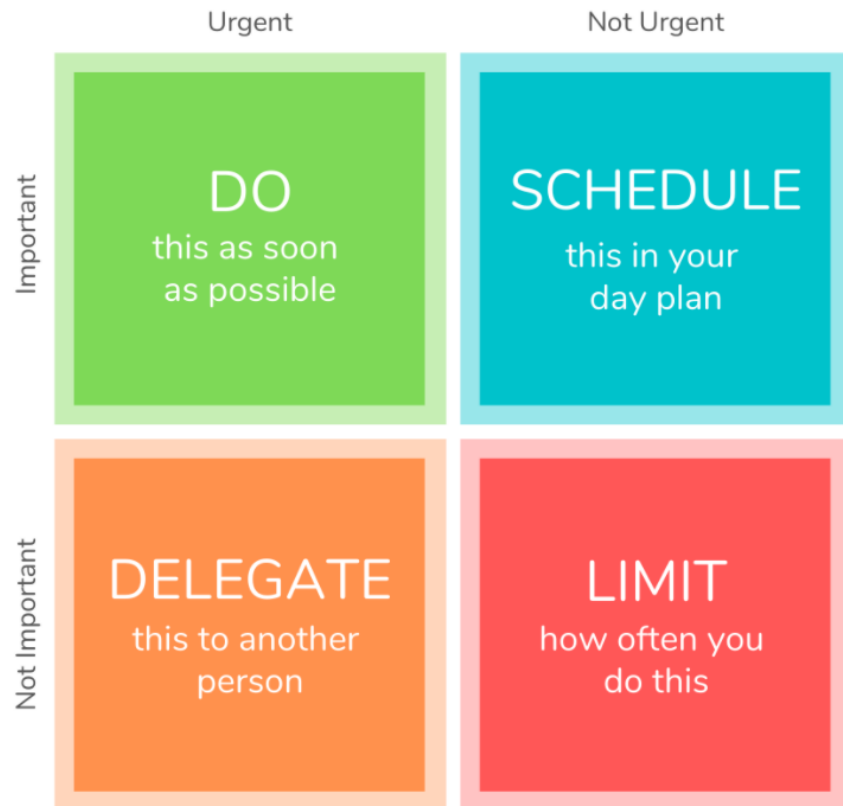 Urgent
Not Urgent
Important
DO
this as soon
as possible
SCHEDULE
this in your
day plan
Not Important
DELEGATE
this to another
person
LIMIT
how often you
do this